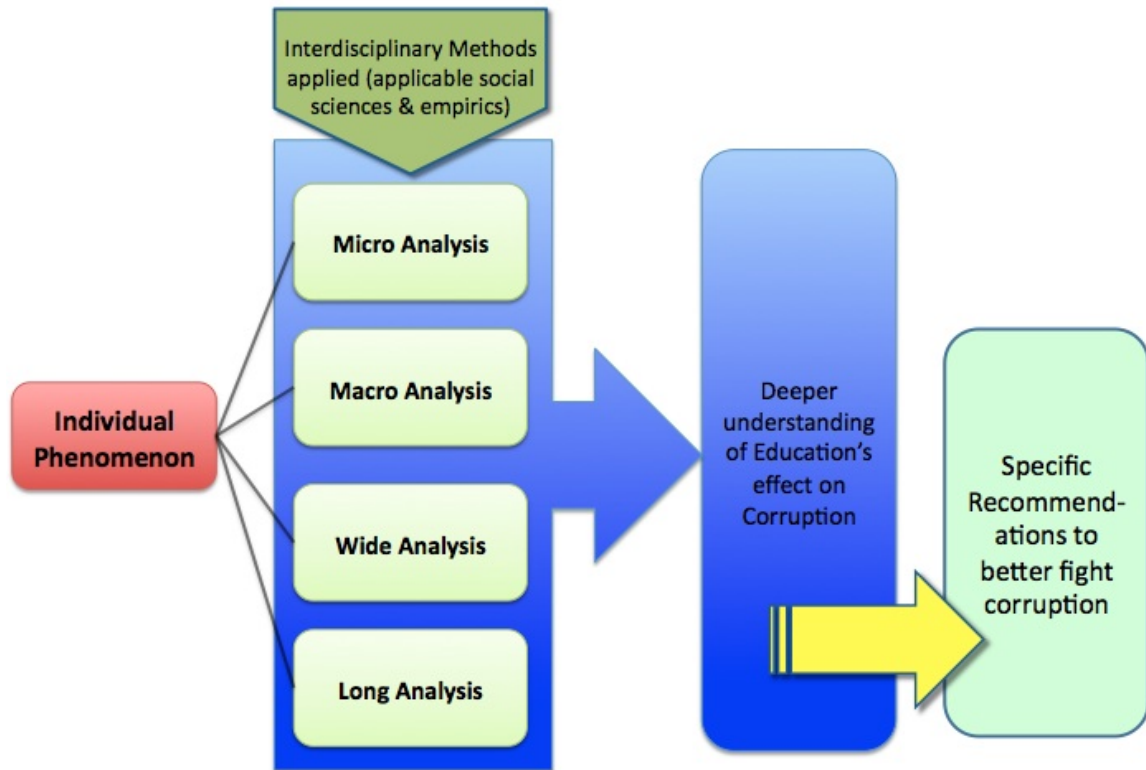 Interdisciplinary Methods
applied (applicable social
sciences & empirics)
Micro Analysis
Macro Analysis
Individual
Phenomenon
Wide Analysis
Long Analysis
Deeper
understanding
of Education's
effect on
Corruption
Specific
Recommend-
ations to
better fight
corruption